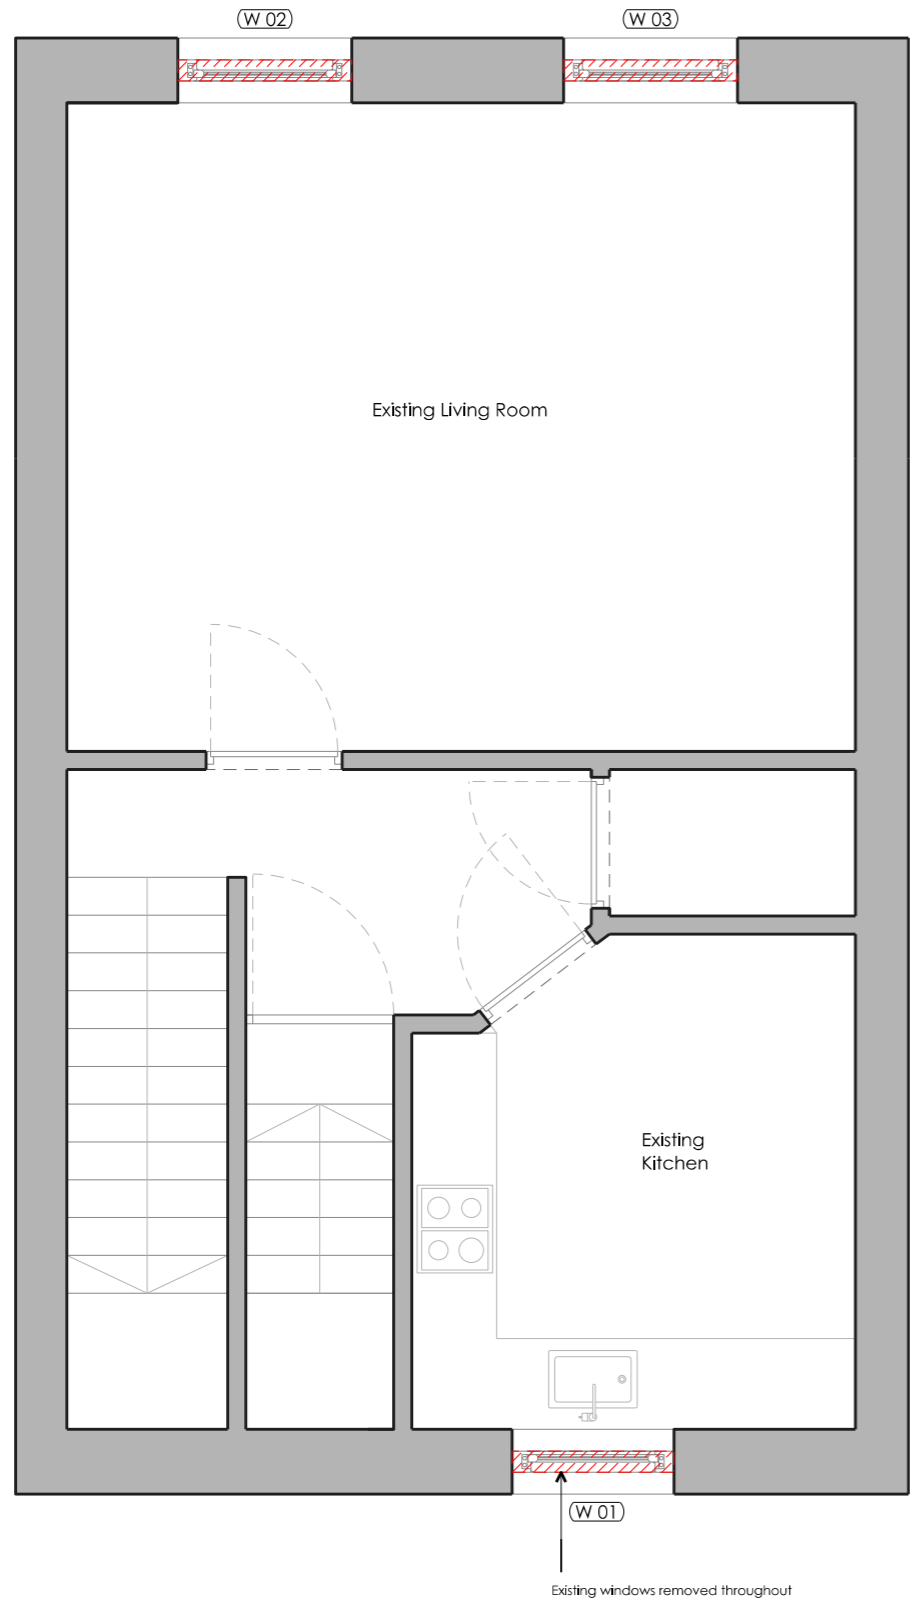 W 02
W 03
Existing Living Room
Existing
Kitchen
W 01
Existing windows removed throughout